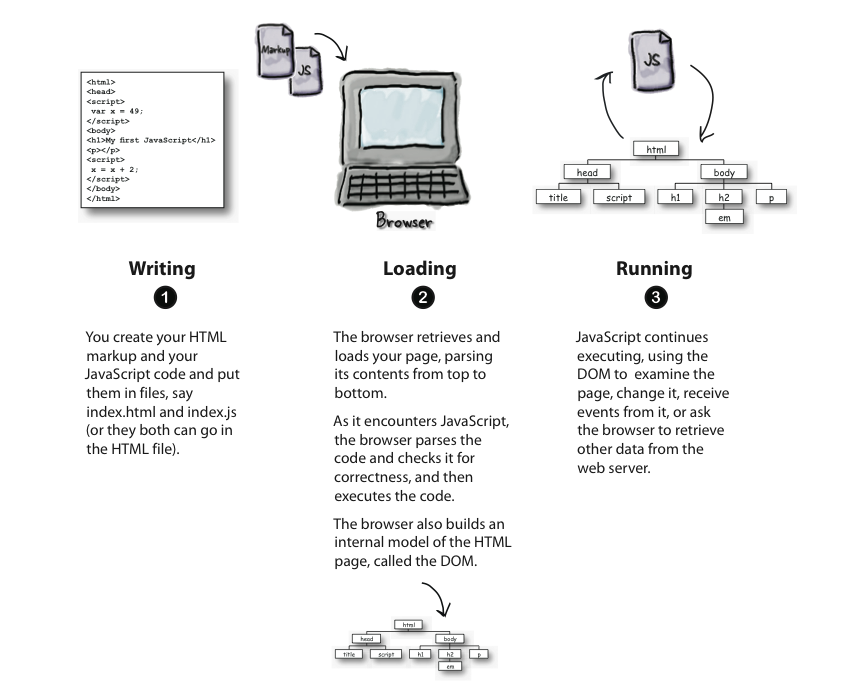 Markup
JS
<html>
<head>
<script>
var x = 49;
</script>
<body>
<h1>My first JavaScript</h1>
<p></p>
<script>
x = x + 2;
</script>
</body>
</html>
Browser
JS
html
head
body
title
script
h1
h2
p
em
Writing
1
You create your HTML
markup and your
JavaScript code and put
them in files, say
index.html and index.js
(or they both can go in
the HTML file).
Loading
2
The browser retrieves and
loads your page, parsing
its contents from top to
bottom.
As it encounters JavaScript,
the browser parses the
code and checks it for
correctness, and then
executes the code.
The browser also builds an
internal model of the HTML
page, called the DOM.
html
head
body
title
script
h1
h2
p
em
Running
3
JavaScript continues
executing, using the
DOM to  examine the
page, change it, receive
events from it, or ask
the browser to retrieve
other data from the
web server.